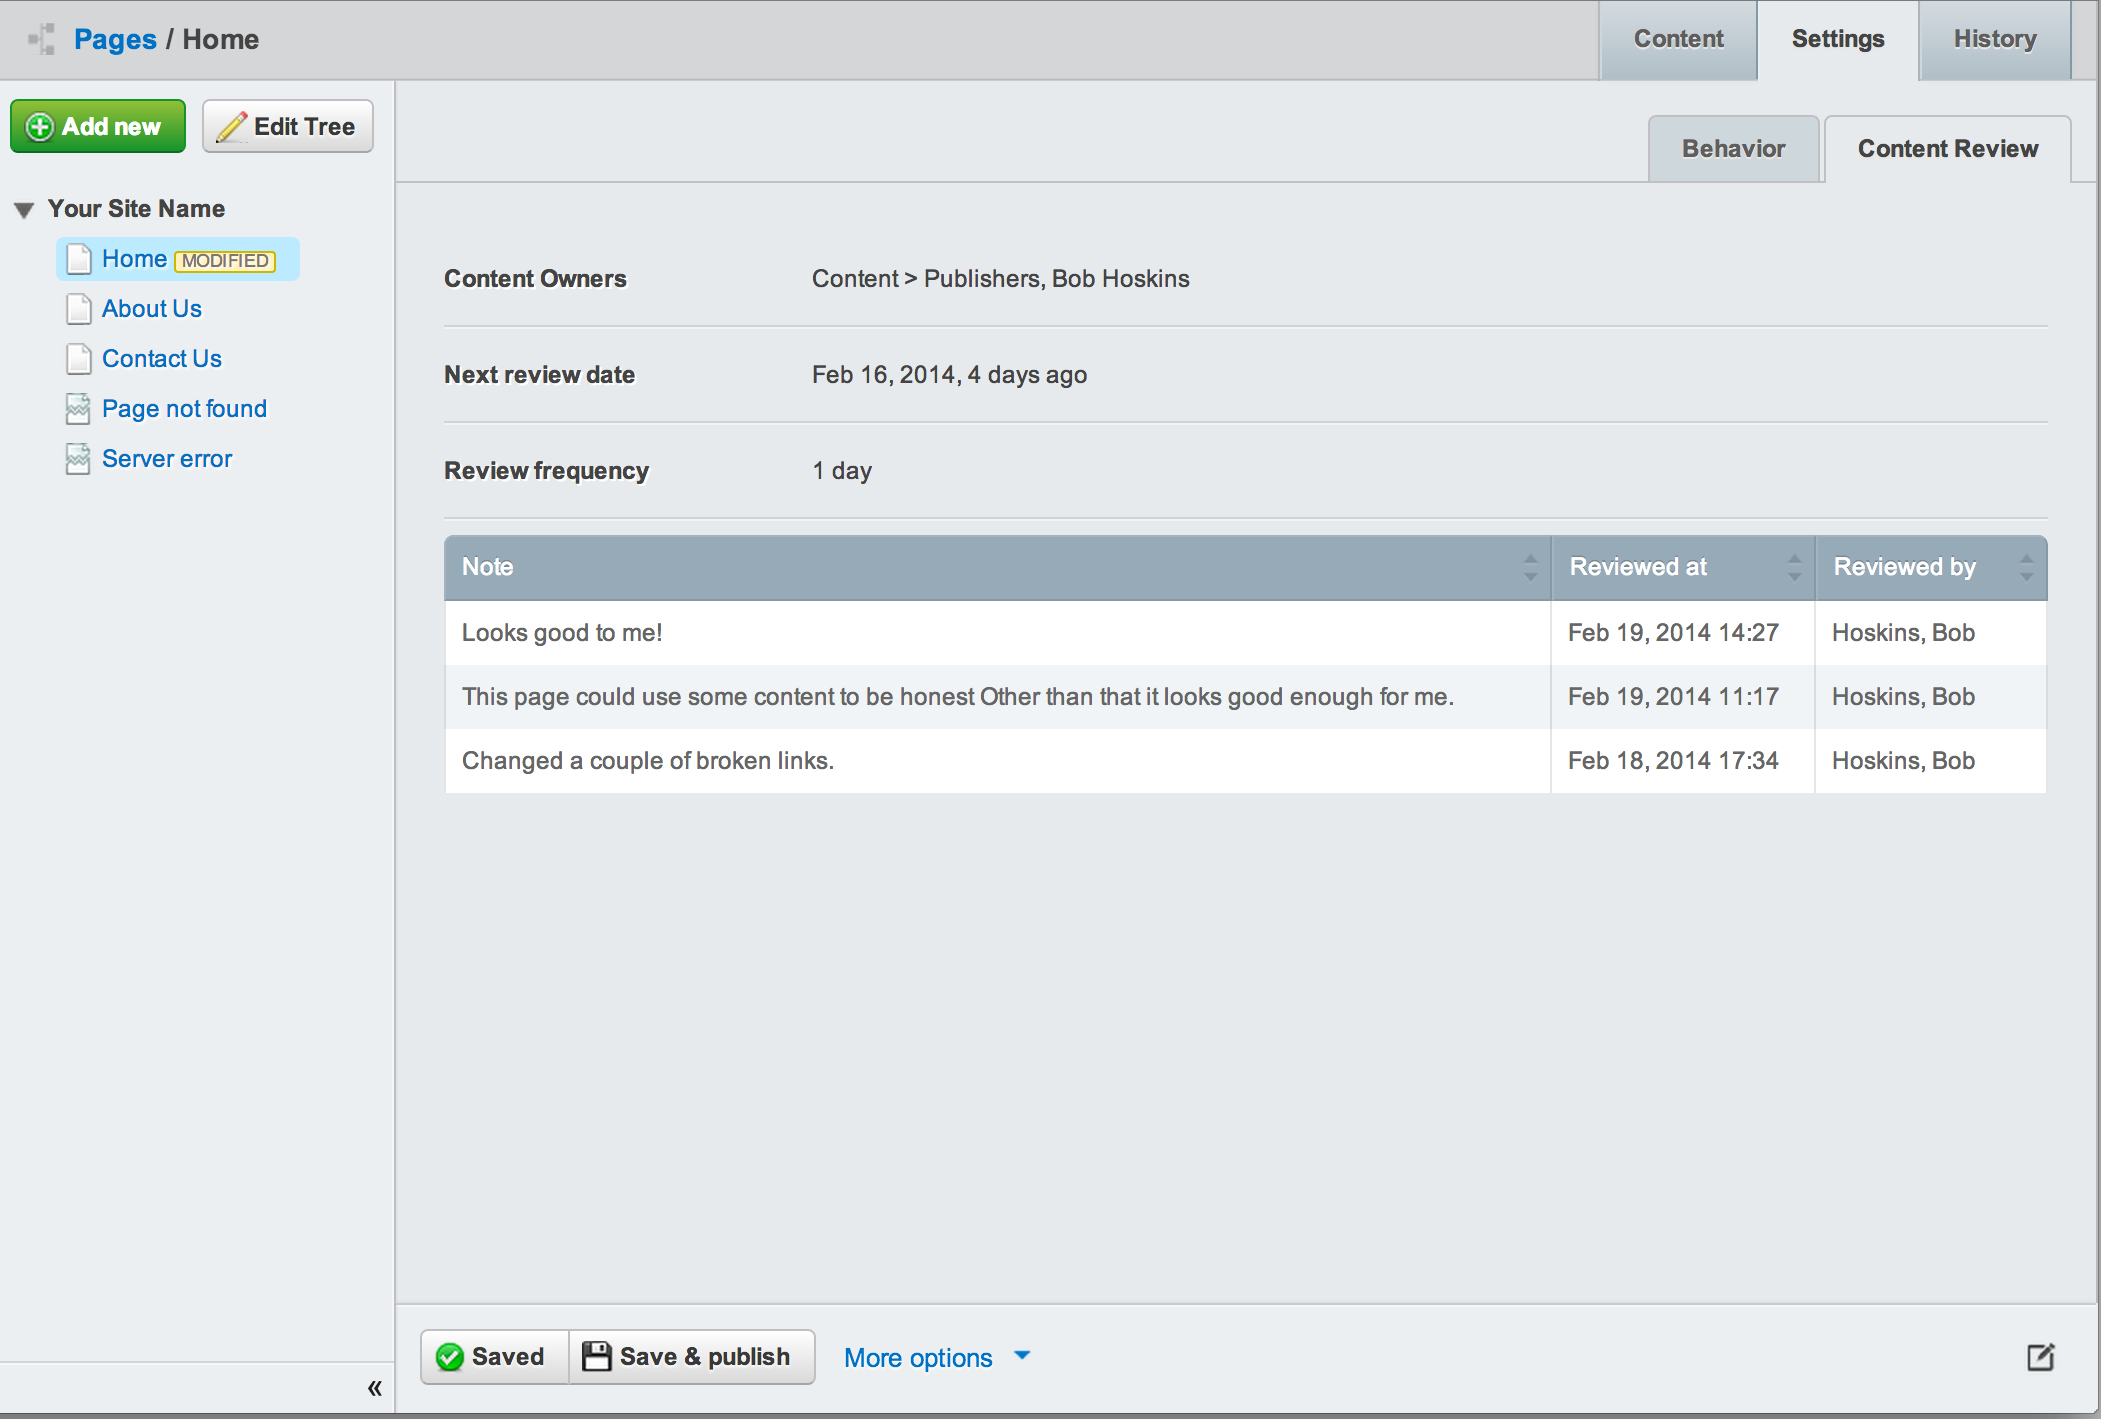 Pages / Home
Content Settings History
Add new Edit Tree
Behavior Content Review
Your Site Name
Home MODIFIED
About Us
Contact Us
Page not found
Server error
Content Owners Content > Publishers, Bob Hoskins
Next review date Feb 16, 2014, 4 days ago
Review frequency 1 day
Note Reviewed at Reviewed by
Looks good to me! Feb 19, 2014 14:27 Hoskins, Bob
This page could use some content to be honest Other than that it looks good enough for me. Feb 19, 2014 11:17 Hoskins, Bob
Changed a couple of broken links. Feb 18, 2014 17:34 Hoskins, Bob
Saved Save & publish More options
«